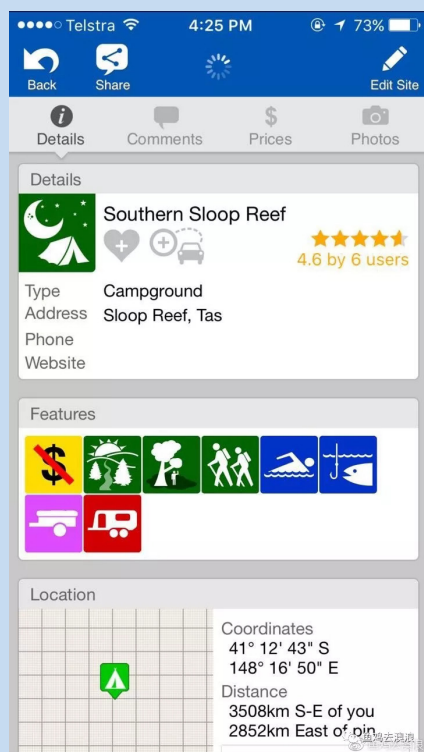 Telstra 4:25 PM 73%
Back Share Edit Site
Details Comments Prices Photos
Details
Southern Sloop Reef
4.6 by 6 users
Type Campground
Address Sloop Reef, Tas
Phone
Website
Features
$
Location
Coordinates
41° 12' 43" S
148° 16' 50" E
Distance
3508km S-E of you
2852km East of pin